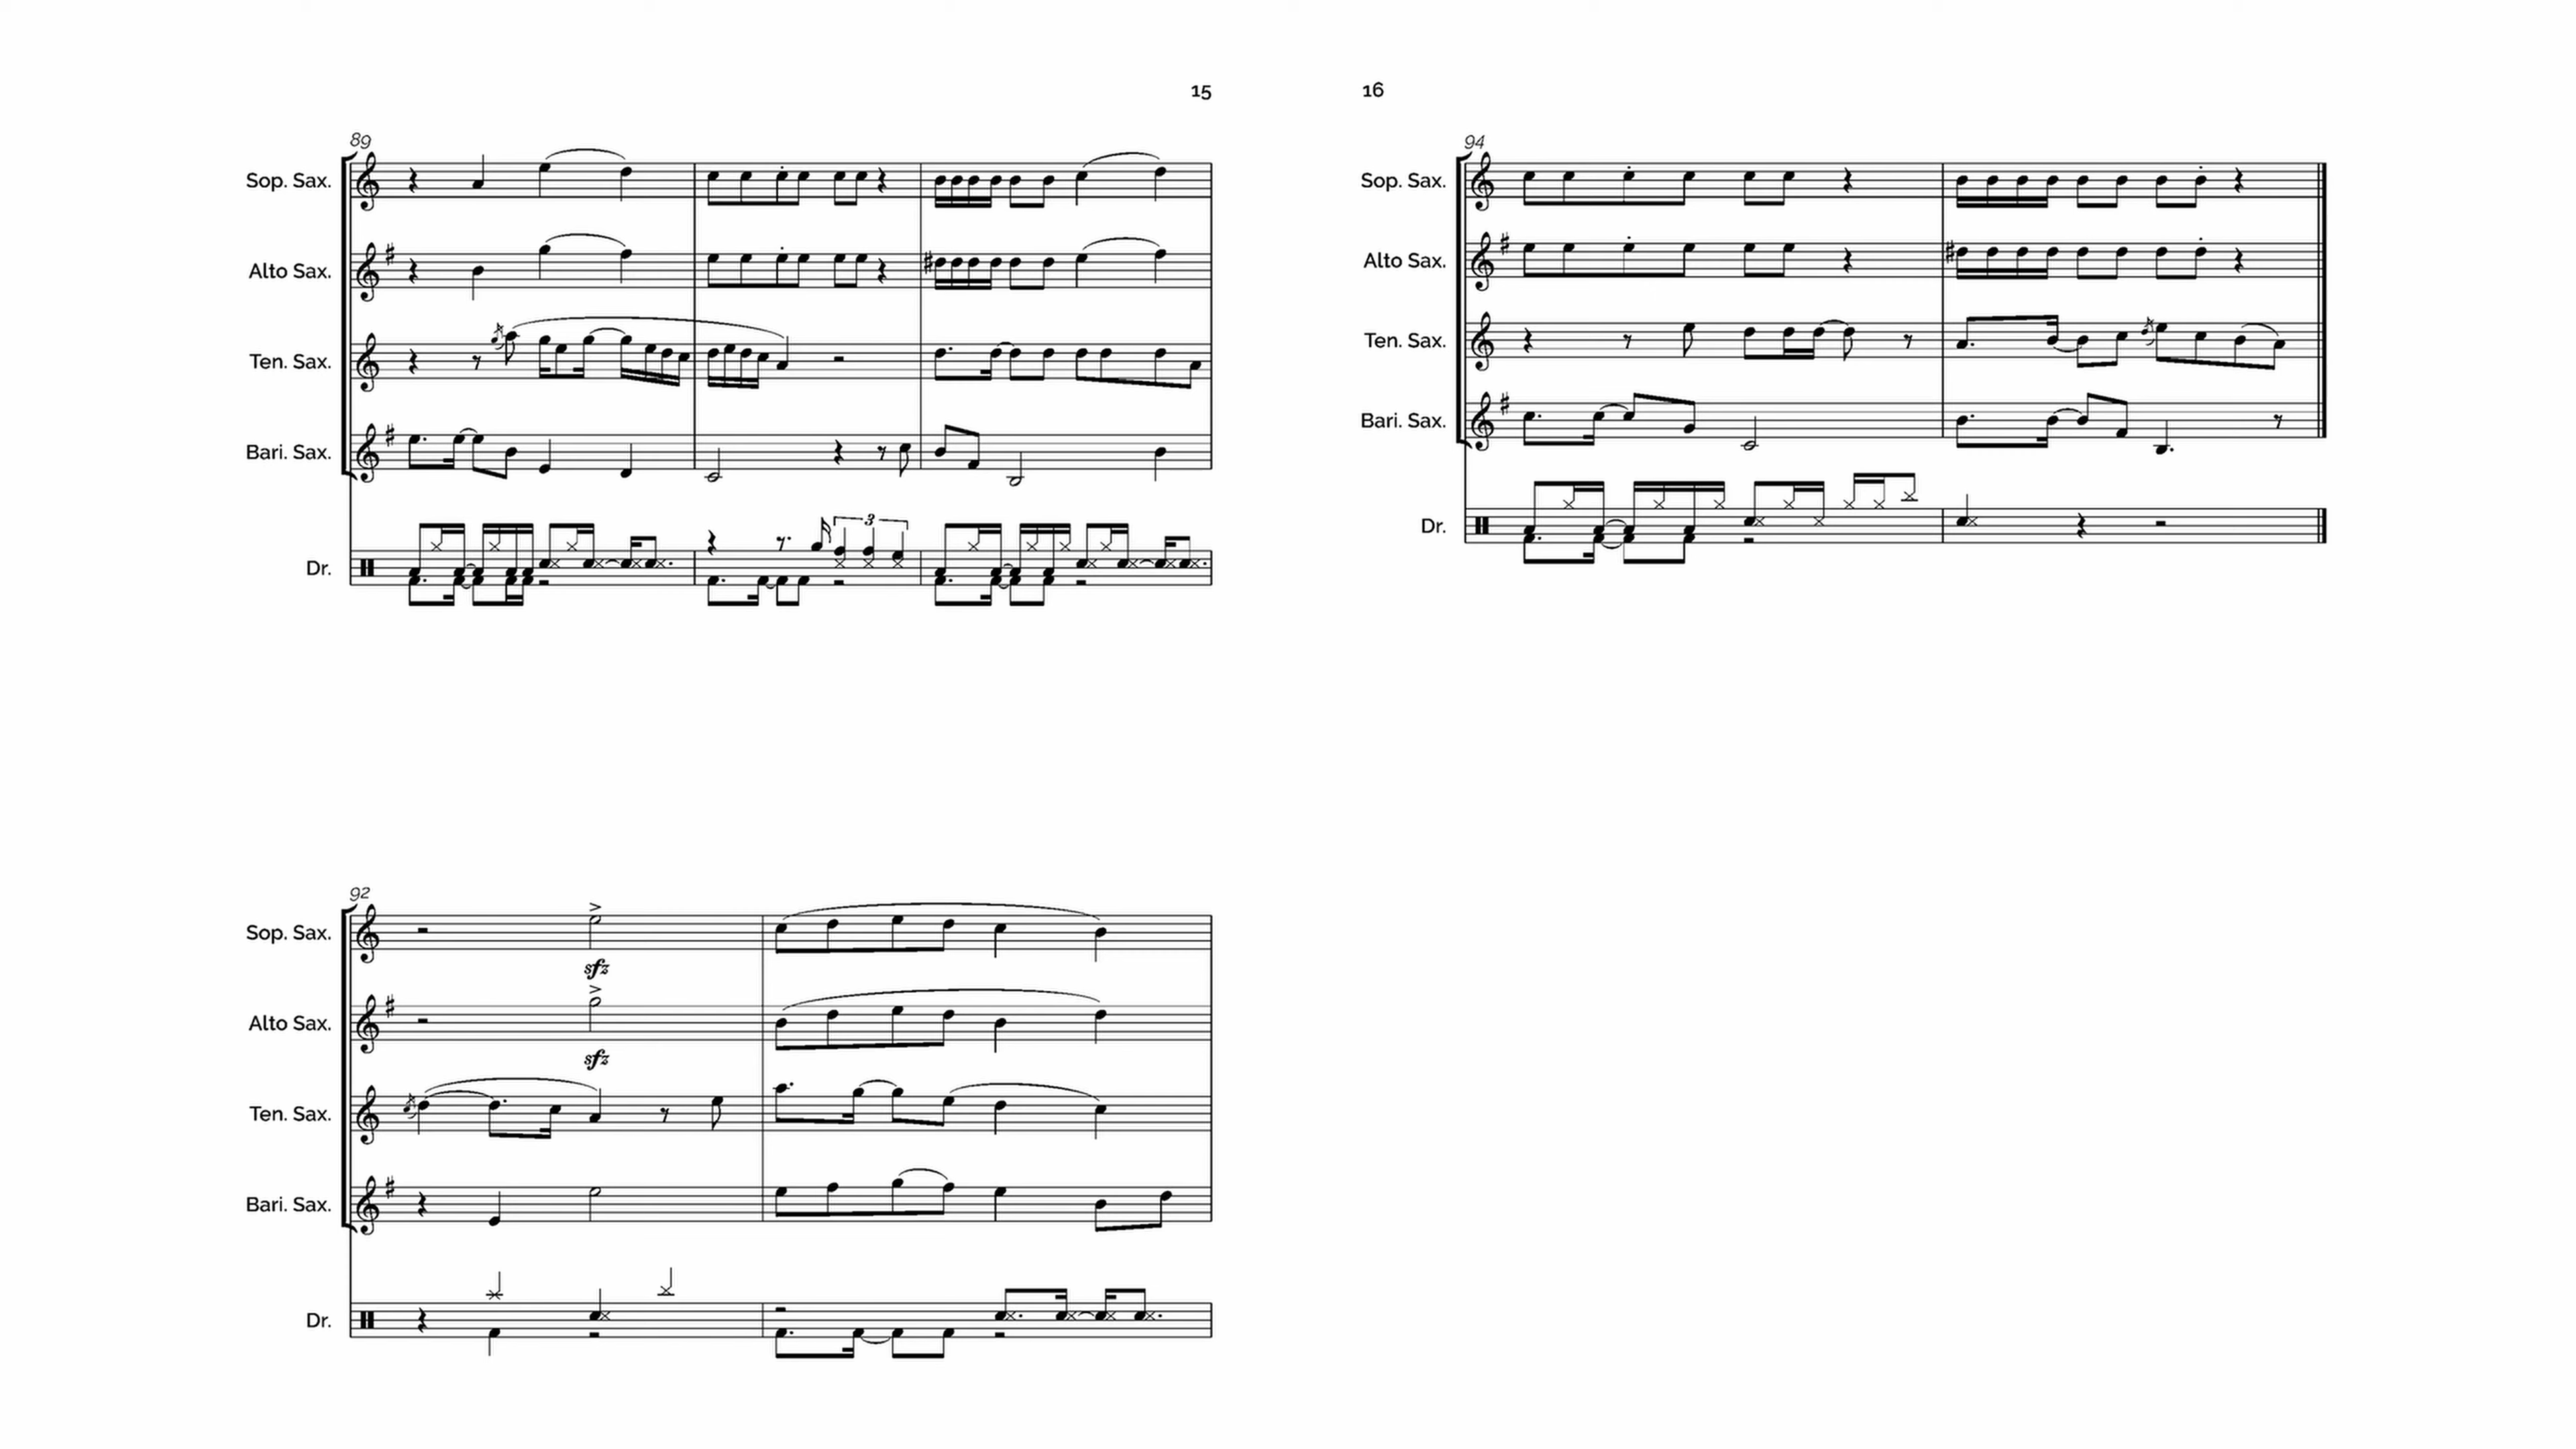 15
89
Sop. Sax.
Alto Sax.
Ten. Sax.
Bari. Sax.
3
Dr.
92
Sop. Sax.
sfz
Alto Sax.
sfz
Ten. Sax.
Bari. Sax.
Dr.
16
94
Sop. Sax.
Alto Sax.
Ten. Sax.
Bari. Sax.
Dr.